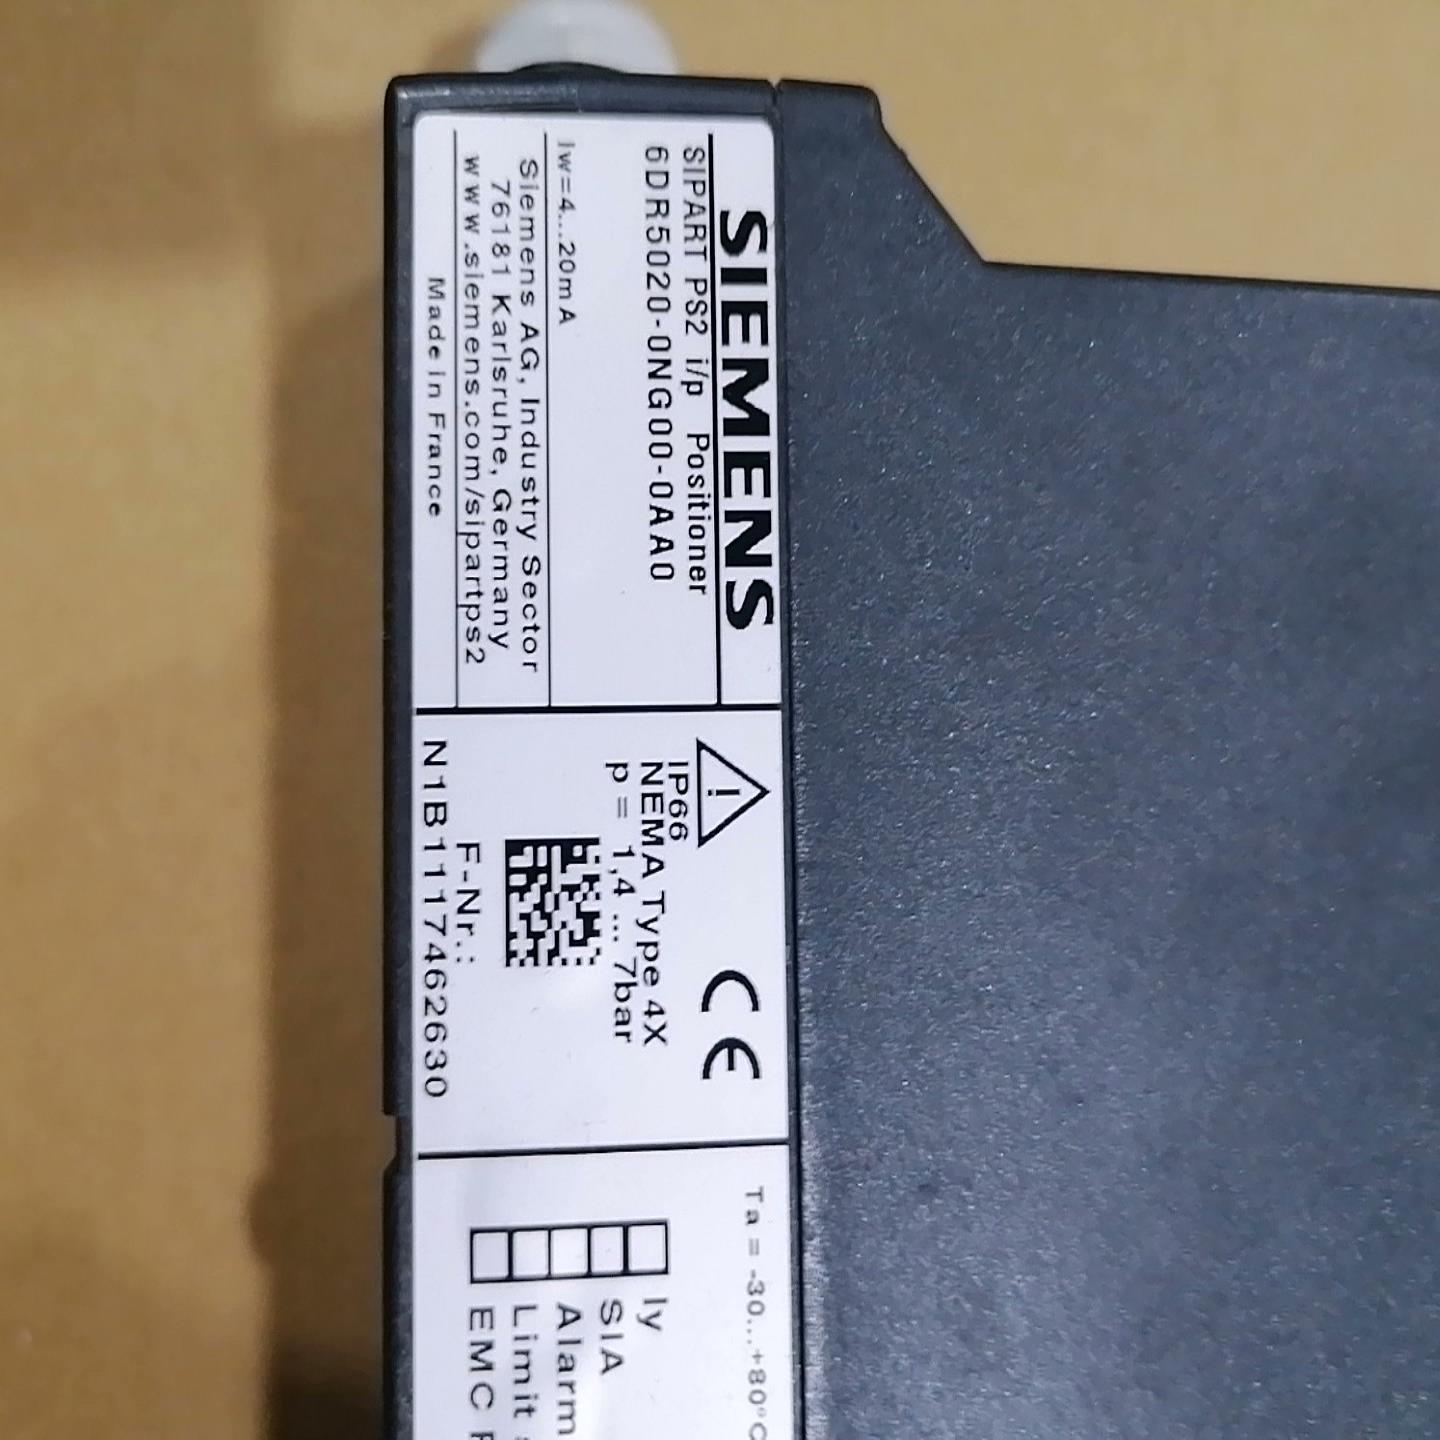 SIEMENS
SIPART PS2 i/p Positioner
6DR5020-0NG00-0AA0
Iw=4...20mA
Siemens AG, Industry Sector
76181 Karlsruhe, Germany
www.siemens.com/sipartps2
Made in France
CE
IP66
NEMA Type 4X
p = 1,4 ... 7bar
F-Nr.:
N1B1117462630
Ta = -30...+80°C
Iy
SIA
Alarm
Limit
EMC